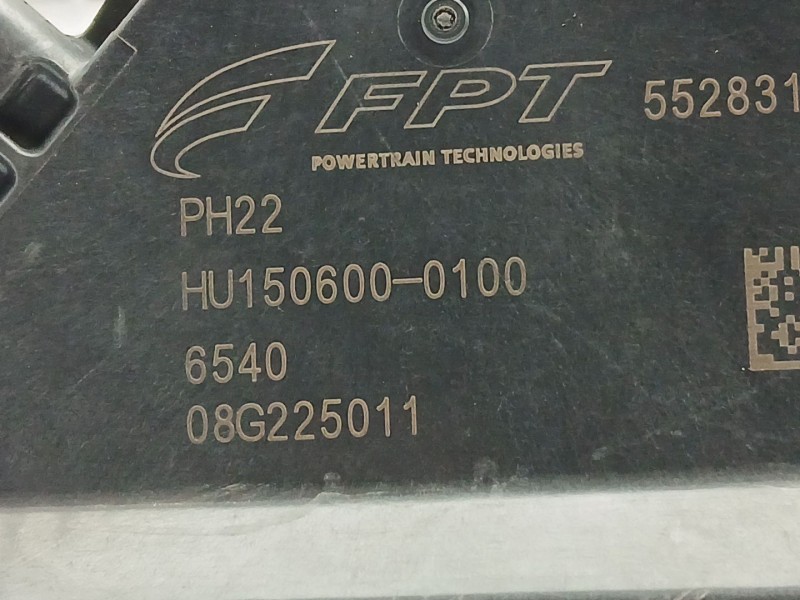 FPT 552831
POWERTRAIN TECHNOLOGIES
PH22
HU150600-0100
6540
08G225011